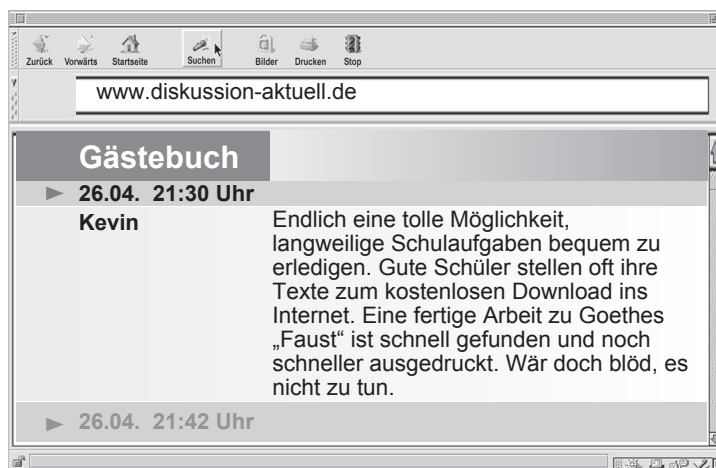 Zurück Vorwärts Startseite Suchen Bilder Drucken Stop
www.diskussion-aktuell.de
Gästebuch
26.04. 21:30 Uhr
Kevin
Endlich eine tolle Möglichkeit,
langweilige Schulaufgaben bequem zu
erledigen. Gute Schüler stellen oft ihre
Texte zum kostenlosen Download ins
Internet. Eine fertige Arbeit zu Goethes
„Faust“ ist schnell gefunden und noch
schneller ausgedruckt. Wär doch blöd, es
nicht zu tun.
26.04. 21:42 Uhr